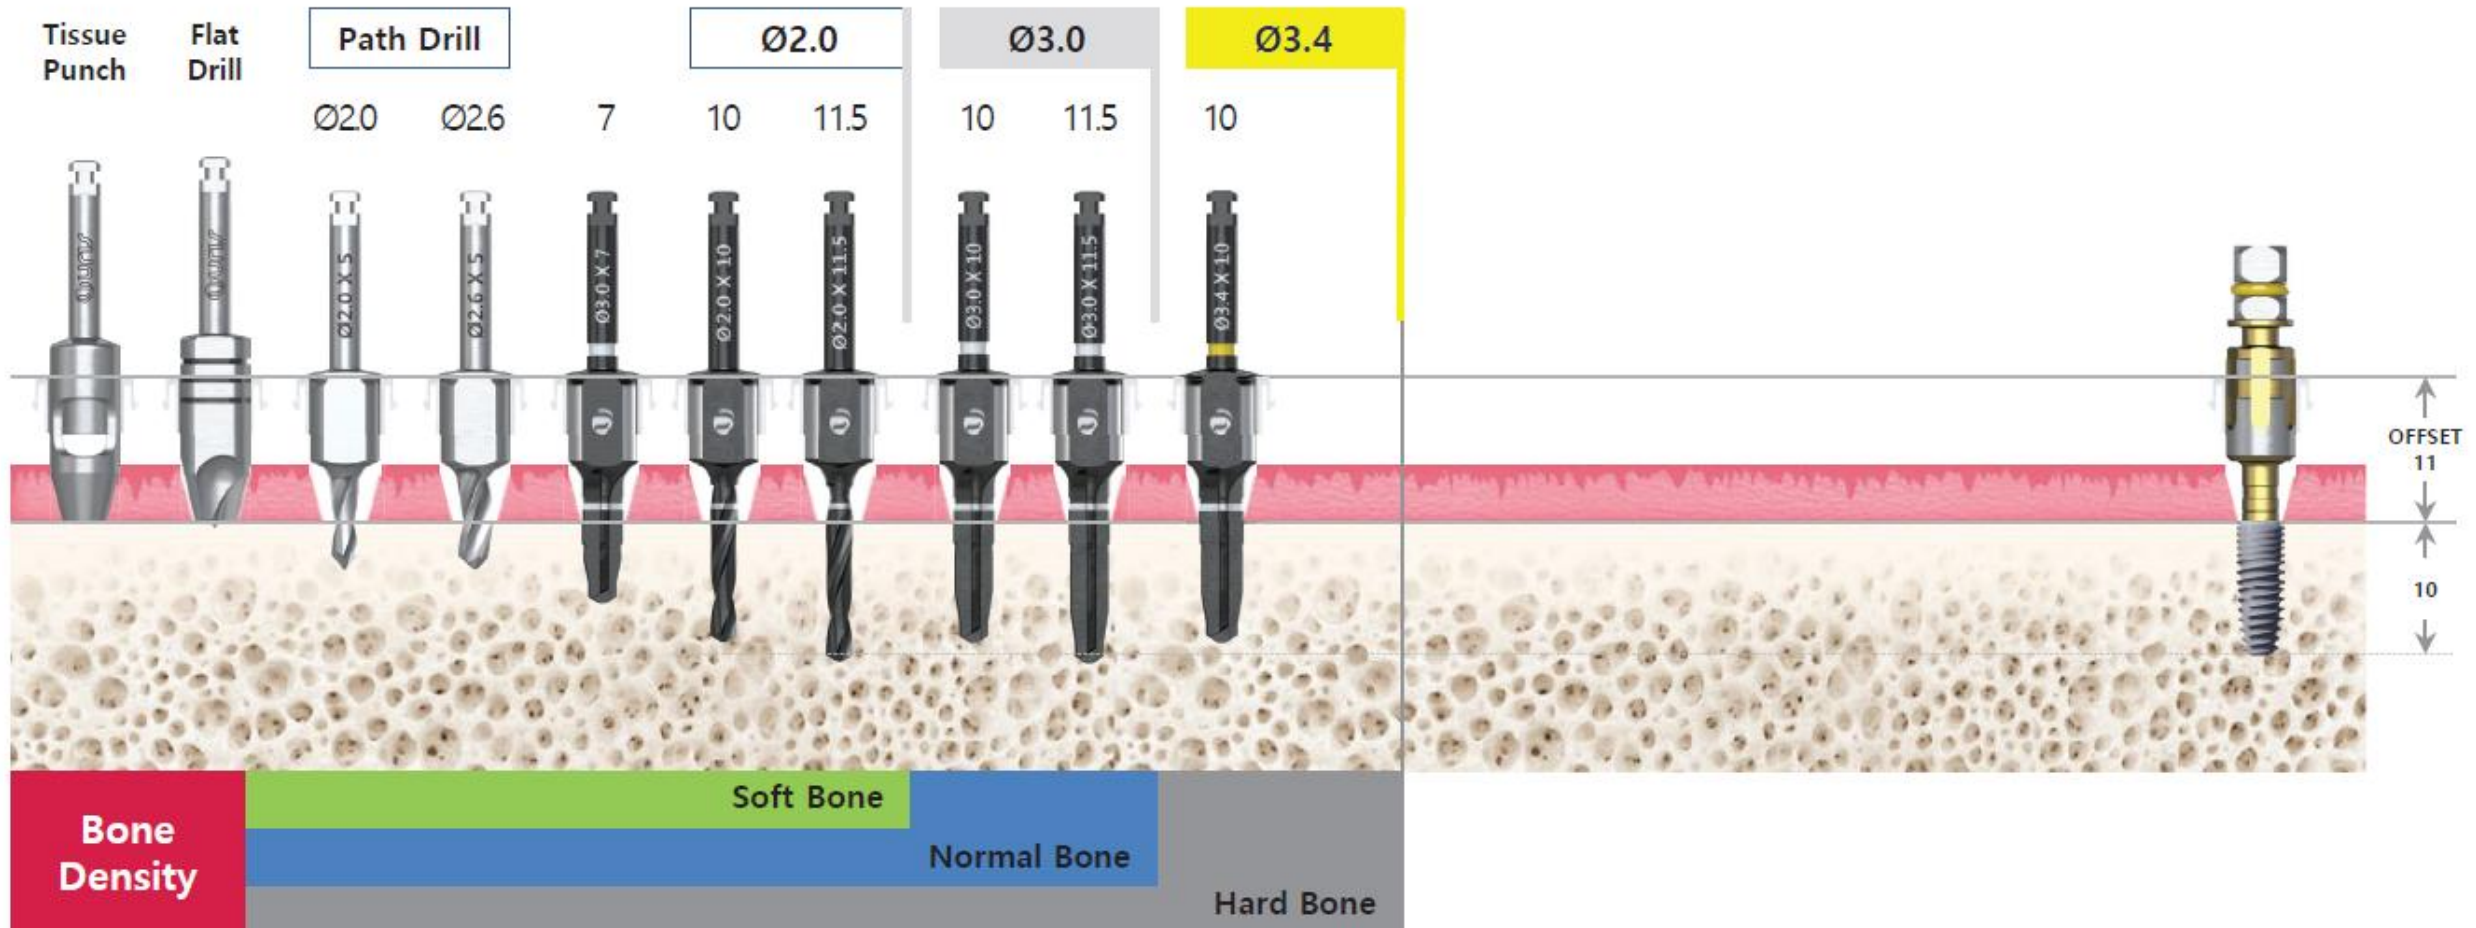 Tissue
Punch
Flat
Drill
Path Drill
Ø2.0
Ø3.0
Ø3.4
Ø2.0
Ø2.6
7
10
11.5
10
11.5
10
Ø2.0 X 5
Ø2.6 X 5
Ø3.0 X 7
Ø2.0 X 10
Ø2.0 X 11.5
Ø3.0 X 10
Ø3.0 X 11.5
Ø3.4 X 10
OFFSET
11
10
Soft Bone
Bone
Density
Normal Bone
Hard Bone